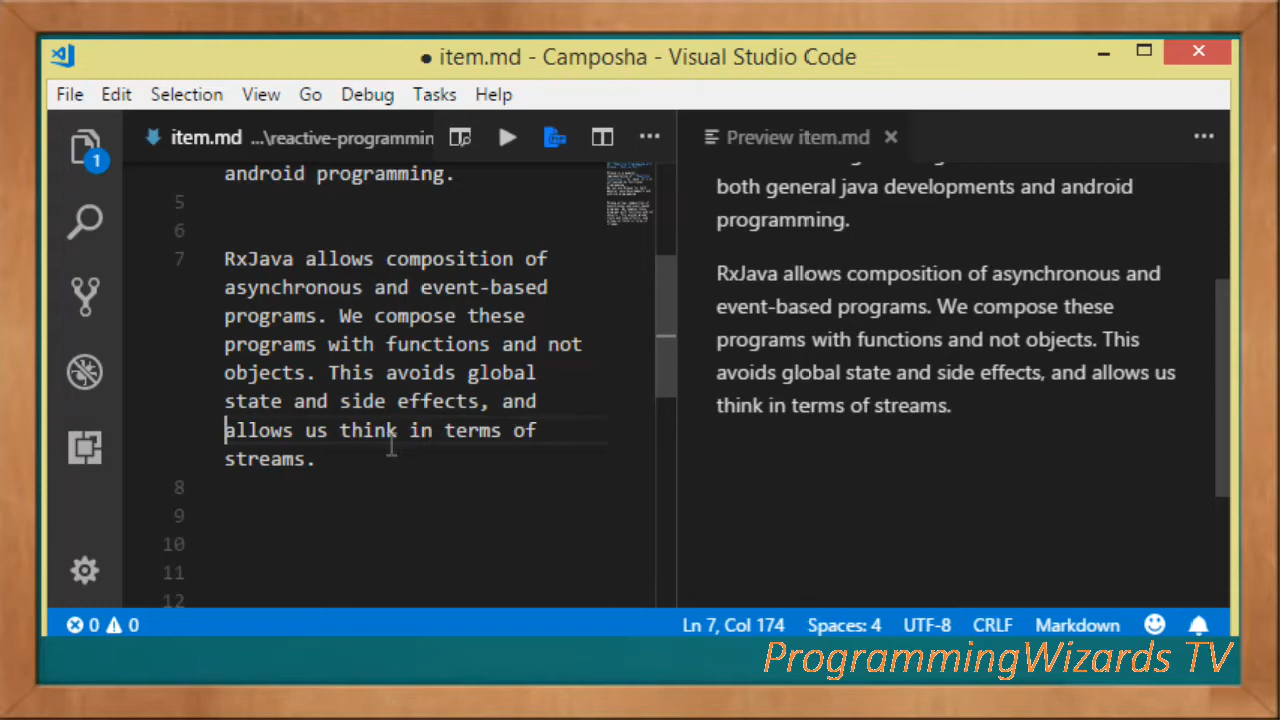 ● item.md - Camposha - Visual Studio Code
File Edit Selection View Go Debug Tasks Help
1
item.md ...\reactive-programmin
android programming.
5
6
7
RxJava allows composition of
asynchronous and event-based
programs. We compose these
programs with functions and not
objects. This avoids global
state and side effects, and
allows us think in terms of
streams.
8
9
10
11
12
Preview item.md
both general java developments and android
programming.
RxJava allows composition of asynchronous and
event-based programs. We compose these
programs with functions and not objects. This
avoids global state and side effects, and allows us
think in terms of streams.
0 0
Ln 7, Col 174 Spaces: 4 UTF-8 CRLF Markdown
ProgrammingWizards TV